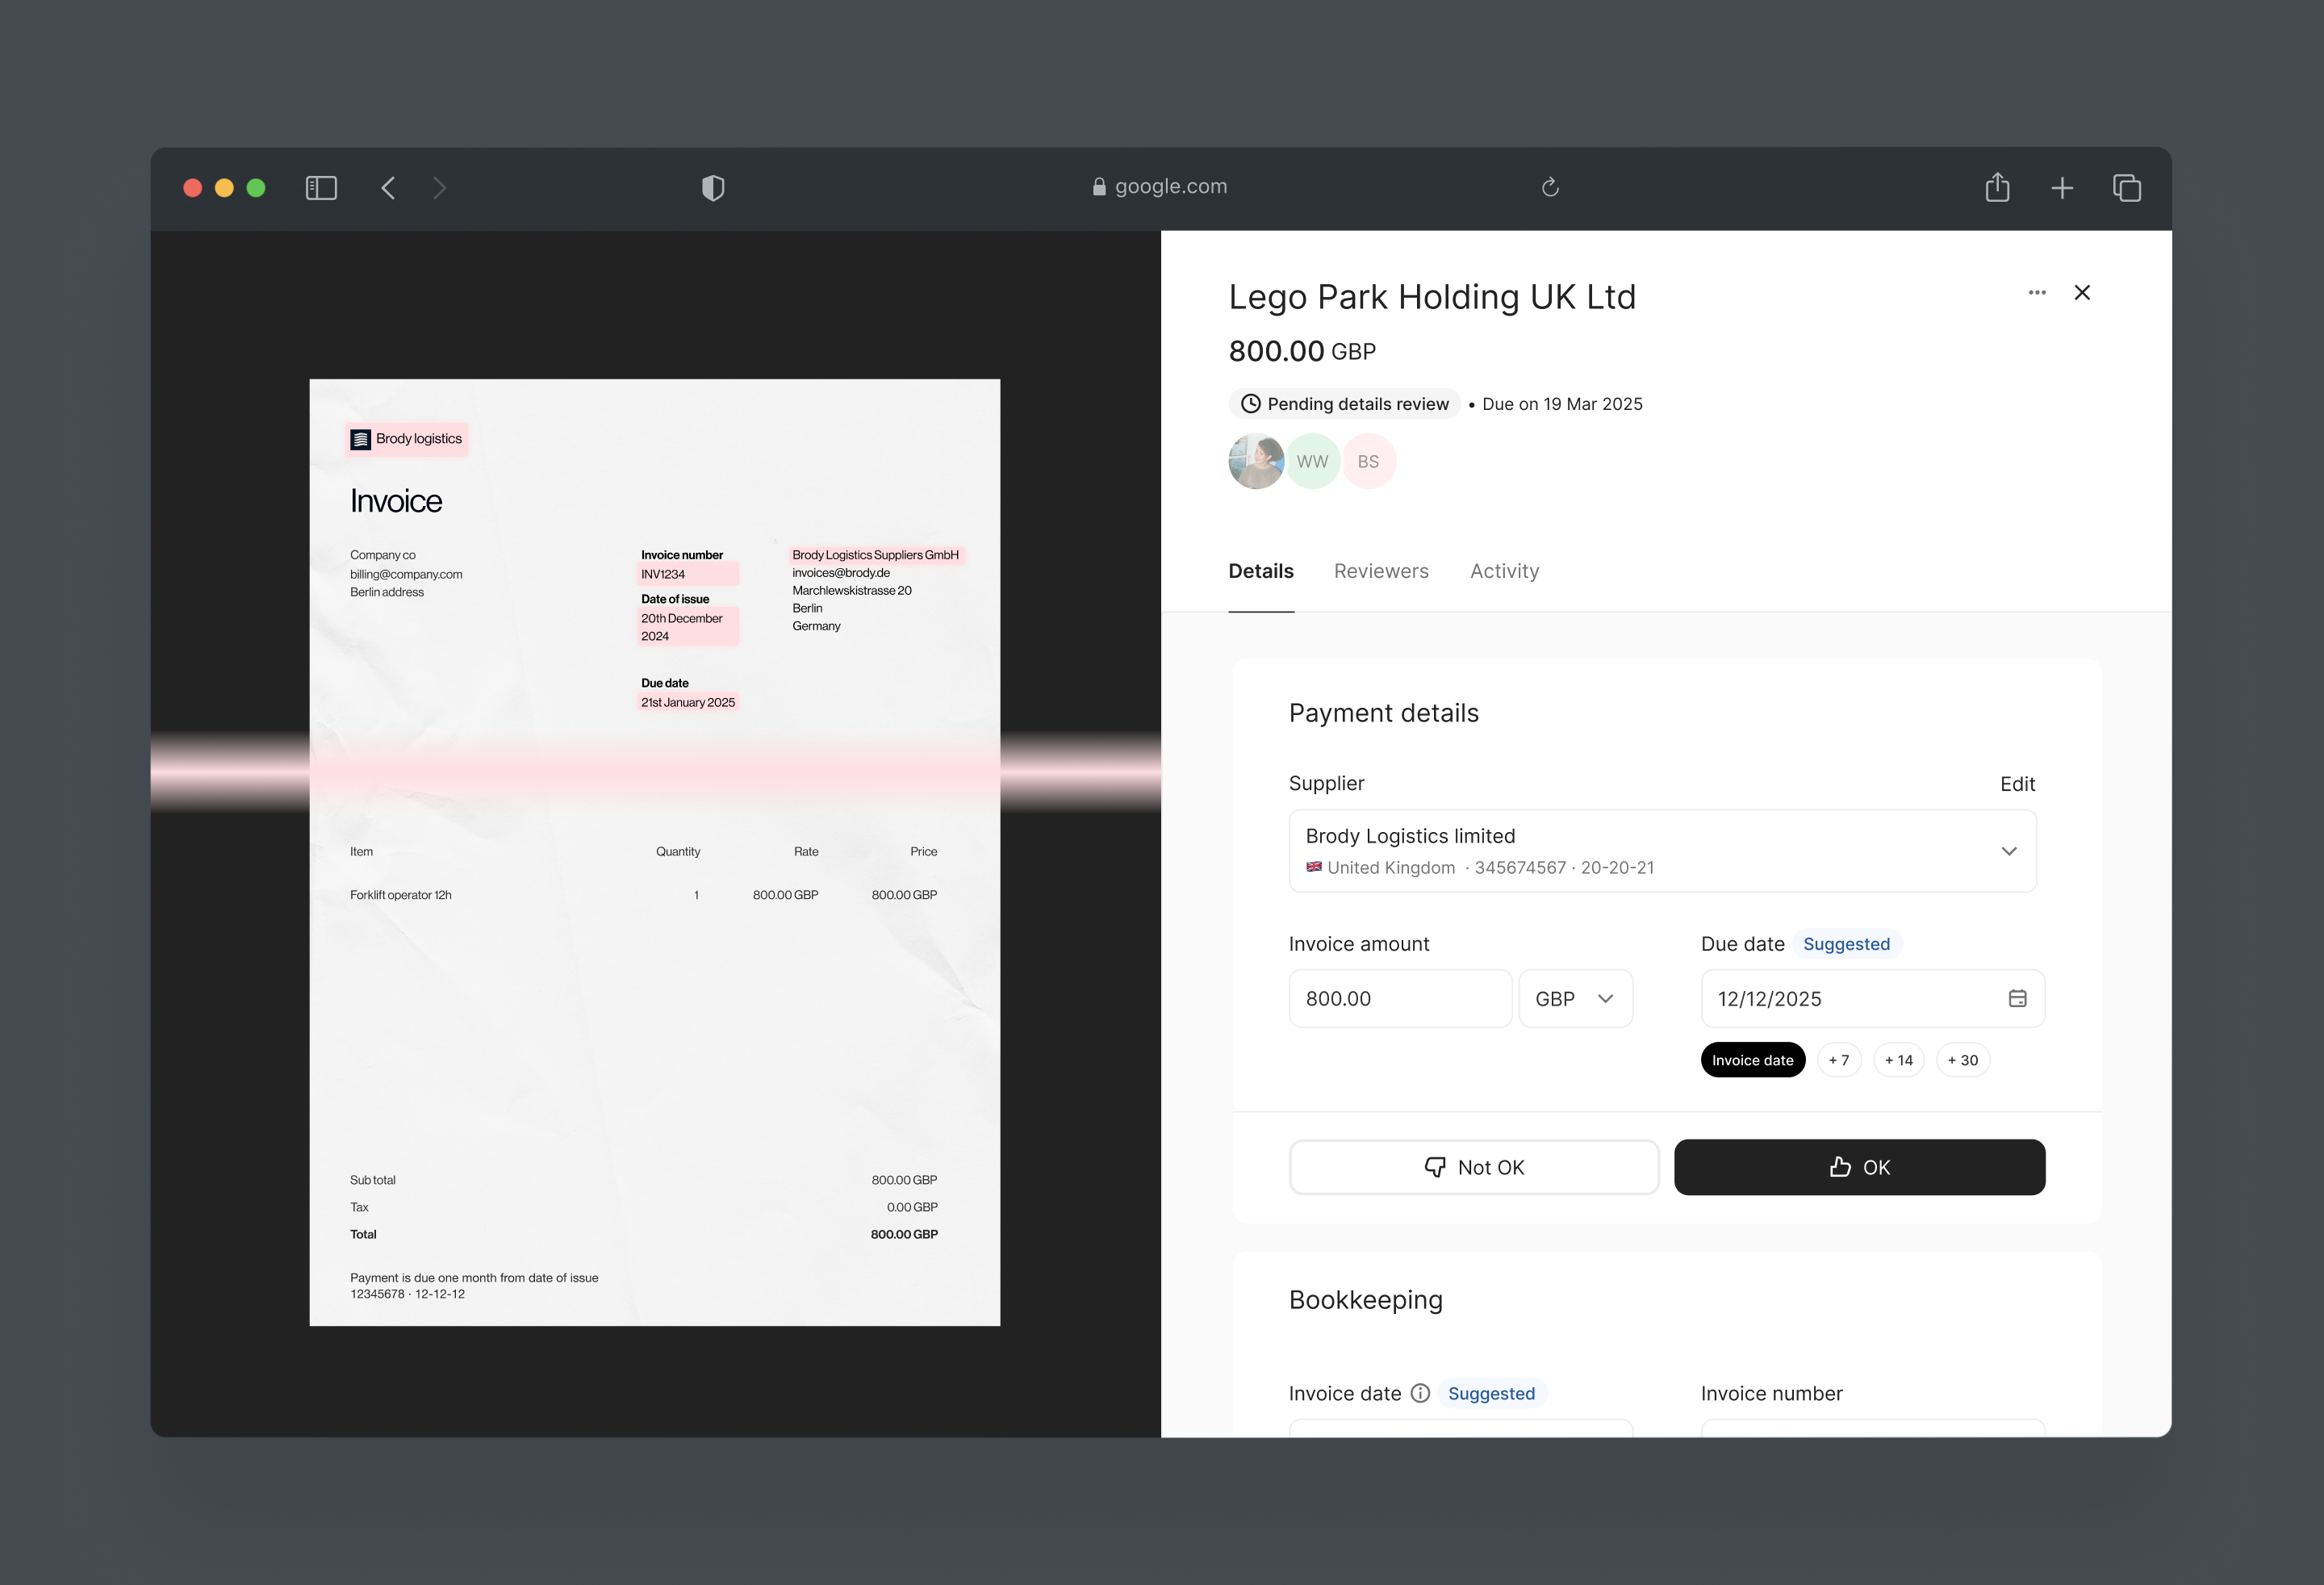 google.com
Brody logistics
Invoice
Company co
billing@company.com
Berlin address
Invoice number
INV1234
Date of issue
20th December
2024
Due date
21st January 2025
Brody Logistics Suppliers GmbH
invoices@brody.de
Marchlewskistrasse 20
Berlin
Germany
Item Quantity Rate Price
Forklift operator 12h 1 800.00 GBP 800.00 GBP
Sub total 800.00 GBP
Tax 0.00 GBP
Total 800.00 GBP
Payment is due one month from date of issue
12345678 · 12-12-12
Lego Park Holding UK Ltd
800.00 GBP
Pending details review • Due on 19 Mar 2025
WW BS
Details Reviewers Activity
Payment details
Supplier Edit
Brody Logistics limited
United Kingdom · 345674567 · 20-20-21
Invoice amount Due date Suggested
800.00 GBP 12/12/2025
Invoice date + 7 + 14 + 30
Not OK OK
Bookkeeping
Invoice date Suggested Invoice number